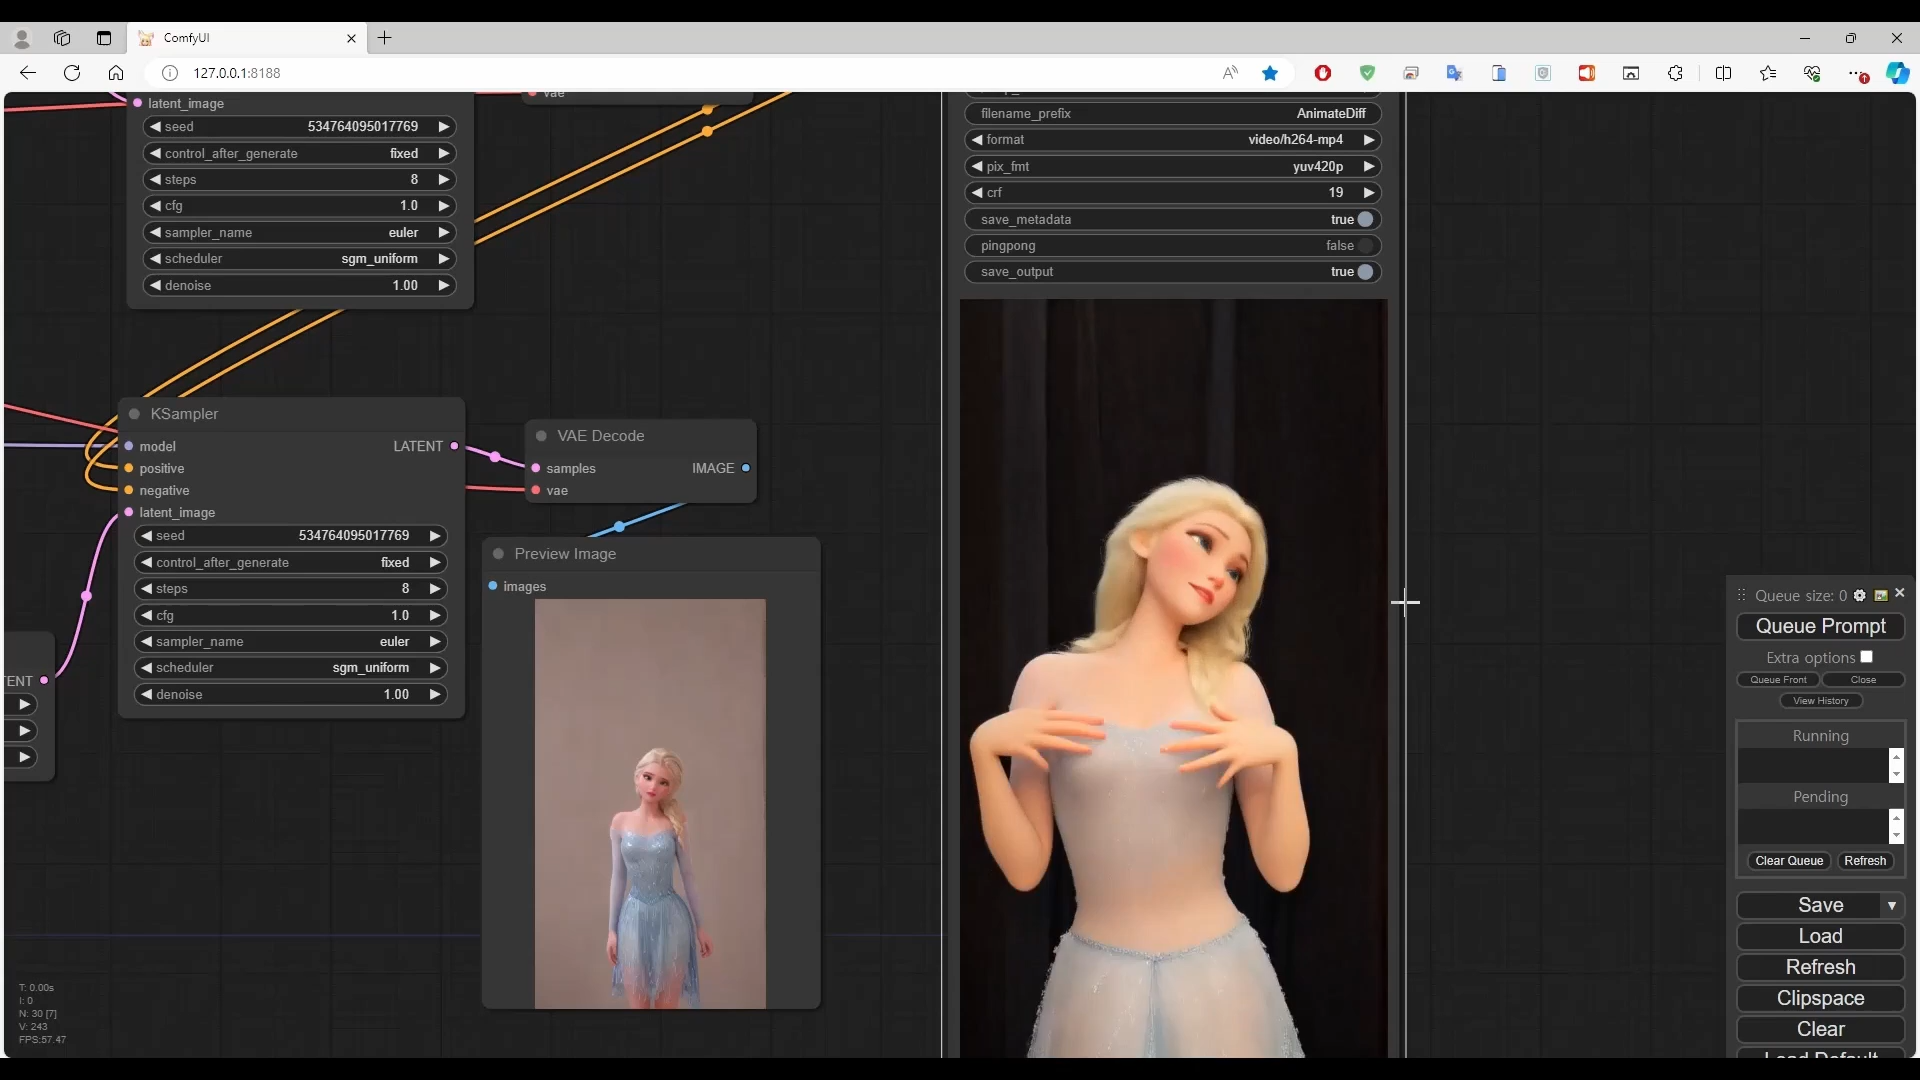 ComfyUI
127.0.0.1:8188
latent_image
seed 534764095017769
control_after_generate fixed
steps 8
cfg 1.0
sampler_name euler
scheduler sgm_uniform
denoise 1.00
vae
KSampler
model LATENT
positive
negative
latent_image
seed 534764095017769
control_after_generate fixed
steps 8
cfg 1.0
sampler_name euler
scheduler sgm_uniform
denoise 1.00
ENT
VAE Decode
samples IMAGE
vae
Preview Image
images
filename_prefix AnimateDiff
format video/h264-mp4
pix_fmt yuv420p
crf 19
save_metadata true
pingpong false
save_output true
Queue size: 0
Queue Prompt
Extra options
Queue Front Close
View History
Running
Pending
Clear Queue Refresh
Save
Load
Refresh
Clipspace
Clear
Load Default
T: 0.00s
I: 0
N: 30 [7]
V: 243
FPS:57.47